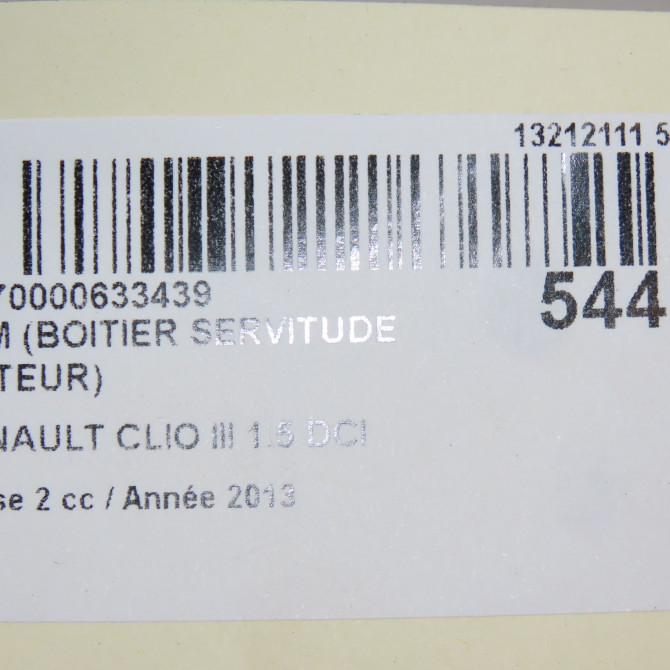 13212111 5
70000633439
544
M (BOITIER SERVITUDE
TEUR)
NAULT CLIO III 1.5 DCI
se 2 cc / Année 2013